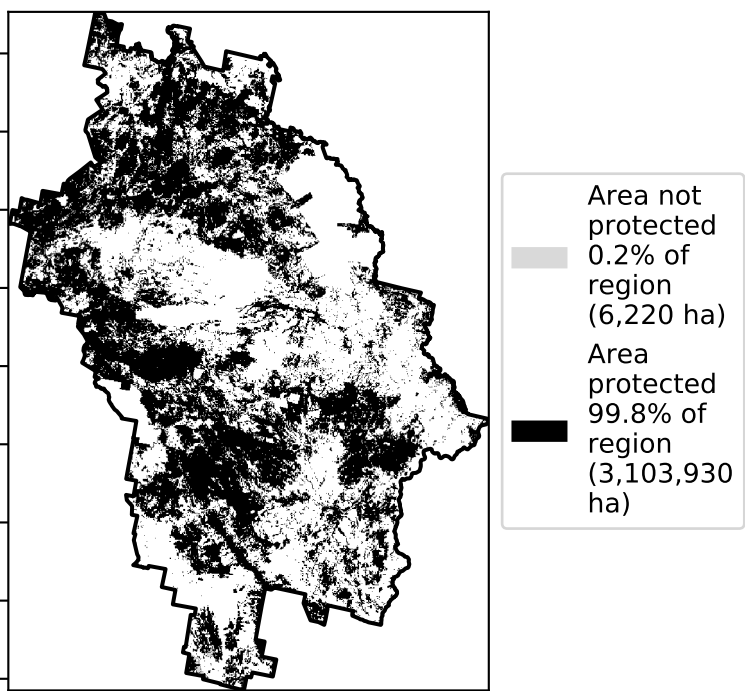 Area not
protected
0.2% of
region
(6,220 ha)
Area
protected
99.8% of
region
(3,103,930
ha)